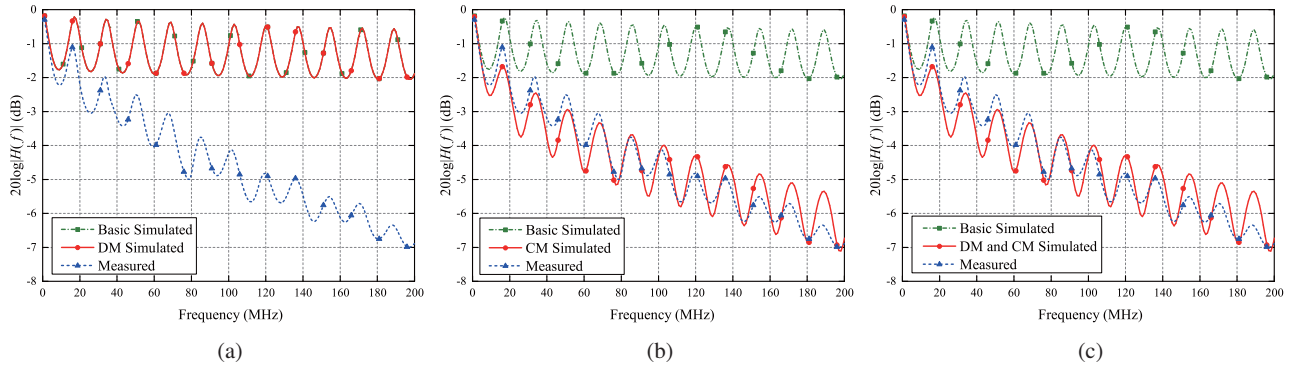 0
-1
-2
-3
-4
-5
-6
-7
-8
20log|H(f)| (dB)
Basic Simulated
DM Simulated
Measured
0 20 40 60 80 100 120 140 160 180 200
Frequency (MHz)
(a)
0
-1
-2
-3
-4
-5
-6
-7
-8
20log|H(f)| (dB)
Basic Simulated
CM Simulated
Measured
0 20 40 60 80 100 120 140 160 180 200
Frequency (MHz)
(b)
0
-1
-2
-3
-4
-5
-6
-7
-8
20log|H(f)| (dB)
Basic Simulated
DM and CM Simulated
Measured
0 20 40 60 80 100 120 140 160 180 200
Frequency (MHz)
(c)